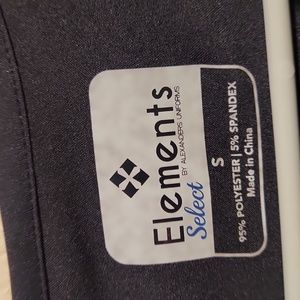 Elements
BY ALEXANDER'S UNIFORMS
Select
S
95% POLYESTER | 5% SPANDEX
Made in China